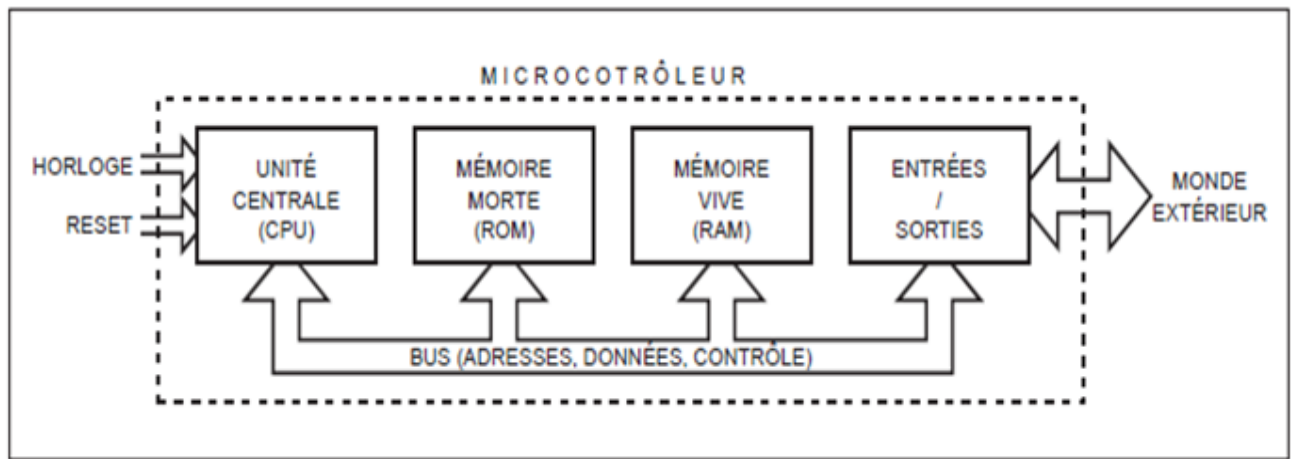 MICROCOTRÔLEUR
HORLOGE
RESET
UNITÉ
CENTRALE
(CPU)
MÉMOIRE
MORTE
(ROM)
MÉMOIRE
VIVE
(RAM)
ENTRÉES
/
SORTIES
MONDE
EXTÉRIEUR
BUS (ADRESSES, DONNÉES, CONTRÔLE)